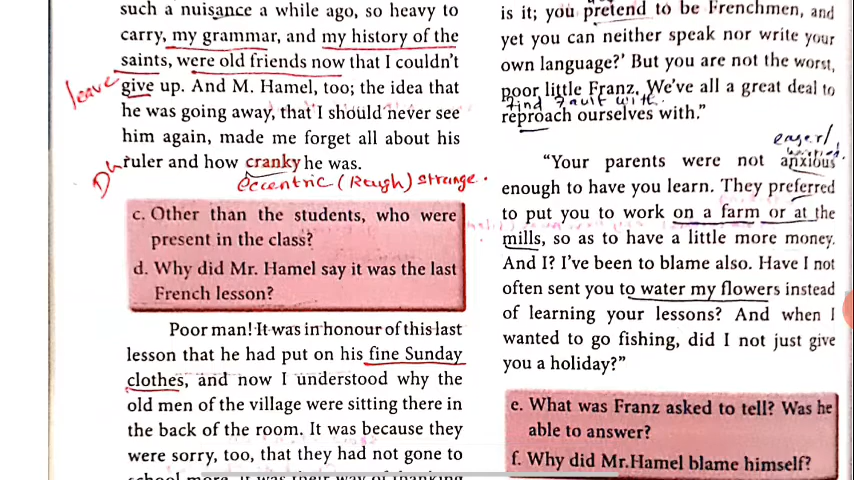 such a nuisance a while ago, so heavy to
carry, my grammar, and my history of the
saints, were old friends now that I couldn't
leave
give up. And M. Hamel, too; the idea that
he was going away, that I should never see
him again, made me forget all about his
ruler and how cranky he was.
eccentric (Rough) strange.
c. Other than the students, who were
present in the class?
d. Why did Mr. Hamel say it was the last
French lesson?
Poor man! It was in honour of this last
lesson that he had put on his fine Sunday
clothes, and now I understood why the
old men of the village were sitting there in
the back of the room. It was because they
were sorry, too, that they had not gone to
school more. It was their way of thanking
is it; you pretend to be Frenchmen, and
yet you can neither speak nor write your
own language?' But you are not the worst,
poor little Franz. We've all a great deal to
find fault with.
reproach ourselves with."
eager/
"Your parents were not anxious
enough to have you learn. They preferred
to put you to work on a farm or at the
mills, so as to have a little more money.
And I? I've been to blame also. Have I not
often sent you to water my flowers instead
of learning your lessons? And when I
wanted to go fishing, did I not just give
you a holiday?"
e. What was Franz asked to tell? Was he
able to answer?
f. Why did Mr.Hamel blame himself?